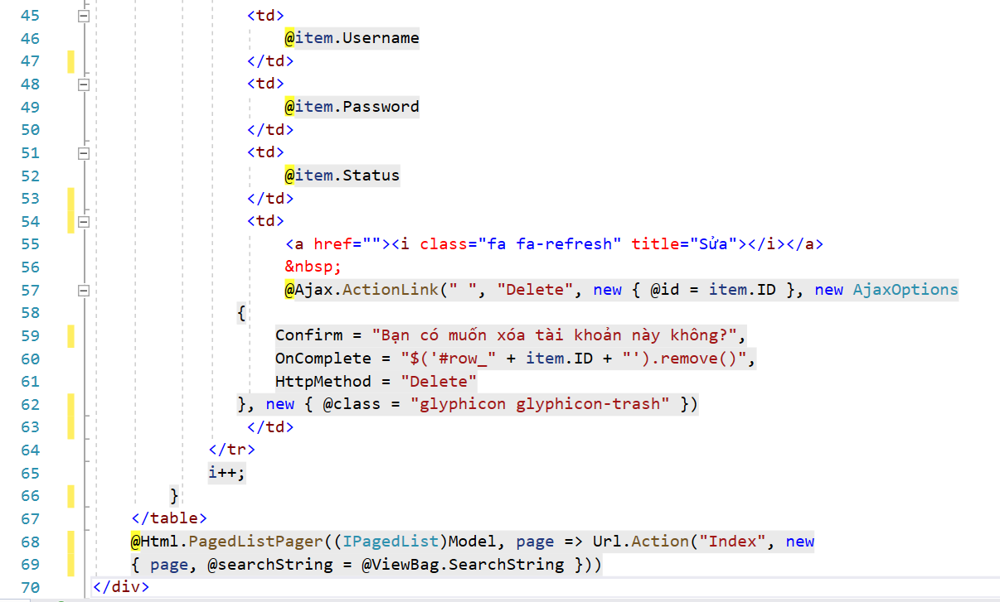 45 <td>
46 @item.Username
47 </td>
48 <td>
49 @item.Password
50 </td>
51 <td>
52 @item.Status
53 </td>
54 <td>
55 <a href=""><i class="fa fa-refresh" title="Sửa"></i></a>
56 &nbsp;
57 @Ajax.ActionLink(" ", "Delete", new { @id = item.ID }, new AjaxOptions
58 {
59 Confirm = "Bạn có muốn xóa tài khoản này không?",
60 OnComplete = "$('#row_" + item.ID + "').remove()",
61 HttpMethod = "Delete"
62 }, new { @class = "glyphicon glyphicon-trash" })
63 </td>
64 </tr>
65 i++;
66 }
67 </table>
68 @Html.PagedListPager((IPagedList)Model, page => Url.Action("Index", new
69 { page, @searchString = @ViewBag.SearchString }))
70 </div>